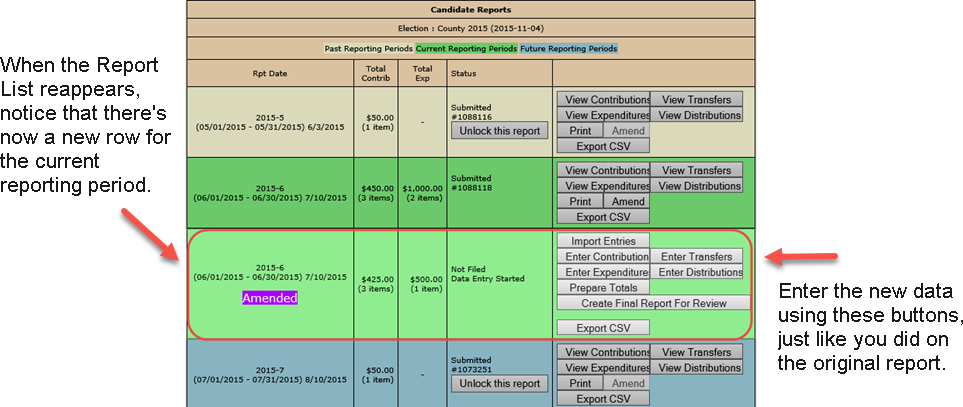 Candidate Reports
Election : County 2015 (2015-11-04)
Past Reporting Periods Current Reporting Periods Future Reporting Periods
When the Report
List reappears,
notice that there's
now a new row for
the current
reporting period.
Rpt Date
Total
Contrib
Total
Exp
Status
2015-5
(05/01/2015 - 05/31/2015) 6/3/2015
$50.00
(1 item)
-
Submitted
#1088116
Unlock this report
View Contributions View Transfers
View Expenditures View Distributions
Print Amend
Export CSV
2015-6
(06/01/2015 - 06/30/2015) 7/10/2015
$450.00
(3 items)
$1,000.00
(2 items)
Submitted
#1088118
View Contributions View Transfers
View Expenditures View Distributions
Print Amend
Export CSV
2015-6
(06/01/2015 - 06/30/2015) 7/10/2015
Amended
$425.00
(3 items)
$500.00
(1 item)
Not Filed
Data Entry Started
Import Entries
Enter Contribution Enter Transfers
Enter Expenditure Enter Distributions
Prepare Totals
Create Final Report For Review
Export CSV
Enter the new data
using these buttons,
just like you did on
the original report.
2015-7
(07/01/2015 - 07/31/2015) 8/10/2015
$50.00
(1 item)
-
Submitted
#1073251
Unlock this report
View Contributions View Transfers
View Expenditures View Distributions
Print Amend
Export CSV